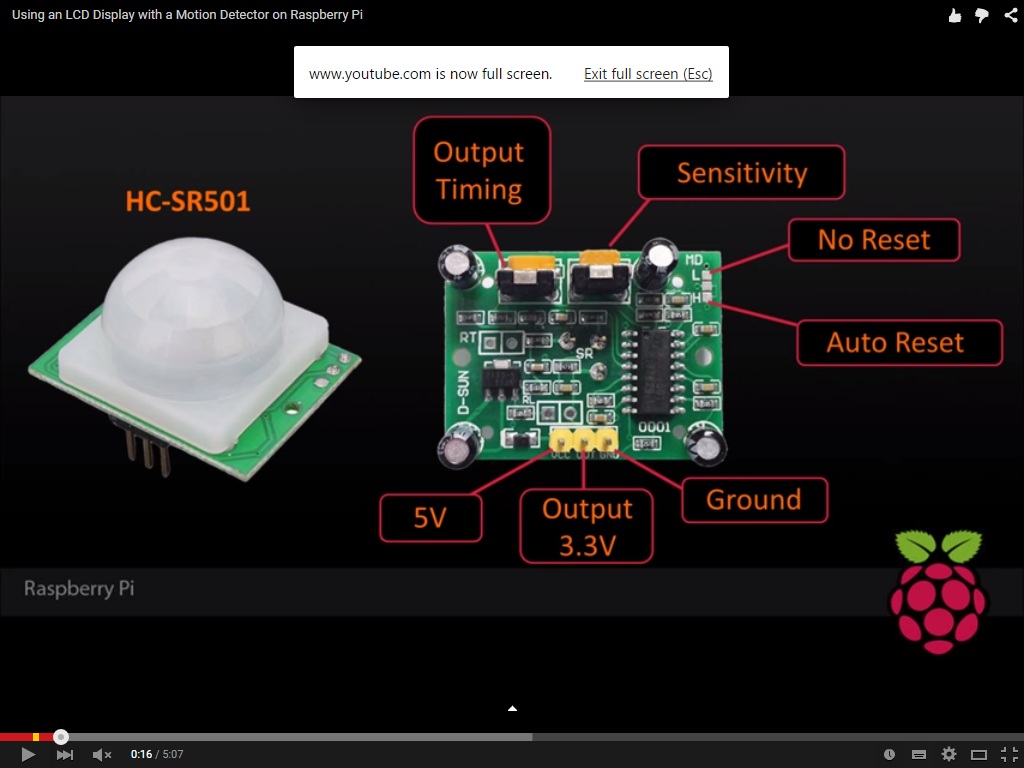 Using an LCD Display with a Motion Detector on Raspberry Pi
www.youtube.com is now full screen. Exit full screen (Esc)
HC-SR501
Output
Timing
Sensitivity
No Reset
Auto Reset
MD
L
H
RT
SR
D-SUN
RL
0001
VCC OUT GND
5V
Output
3.3V
Ground
Raspberry Pi
0:16 / 5:07